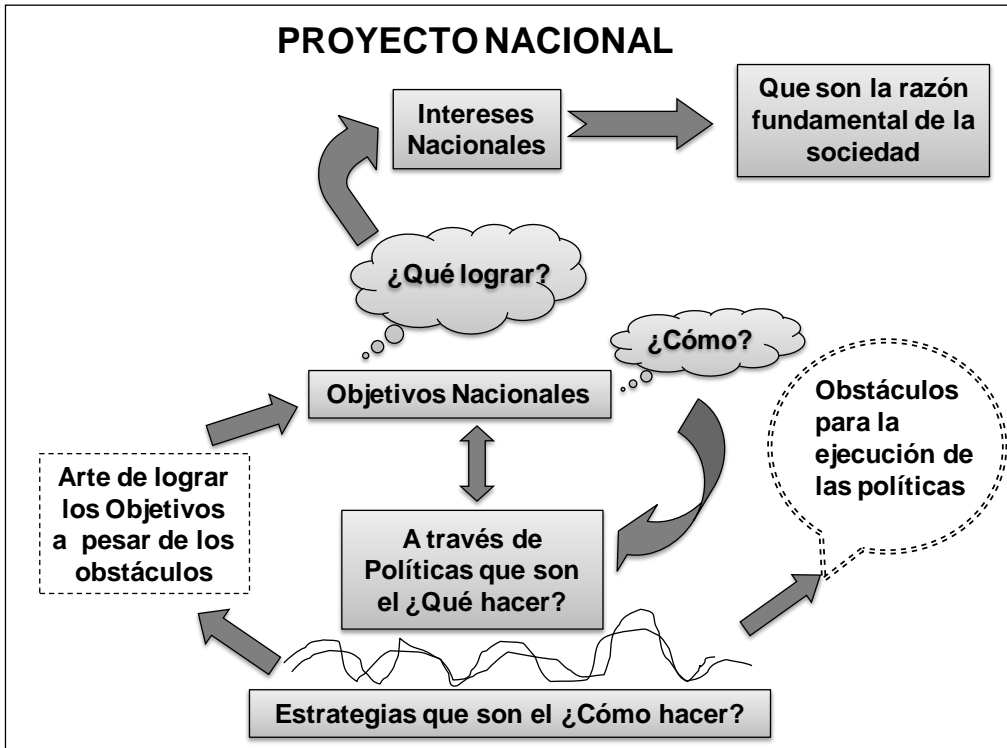 PROYECTO NACIONAL
Intereses
Nacionales
Que son la razón
fundamental de la
sociedad
¿Qué lograr?
¿Cómo?
Objetivos Nacionales
Obstáculos
para la
ejecución de
las políticas
Arte de lograr
los Objetivos
a pesar de los
obstáculos
A través de
Políticas que son
el ¿Qué hacer?
Estrategias que son el ¿Cómo hacer?